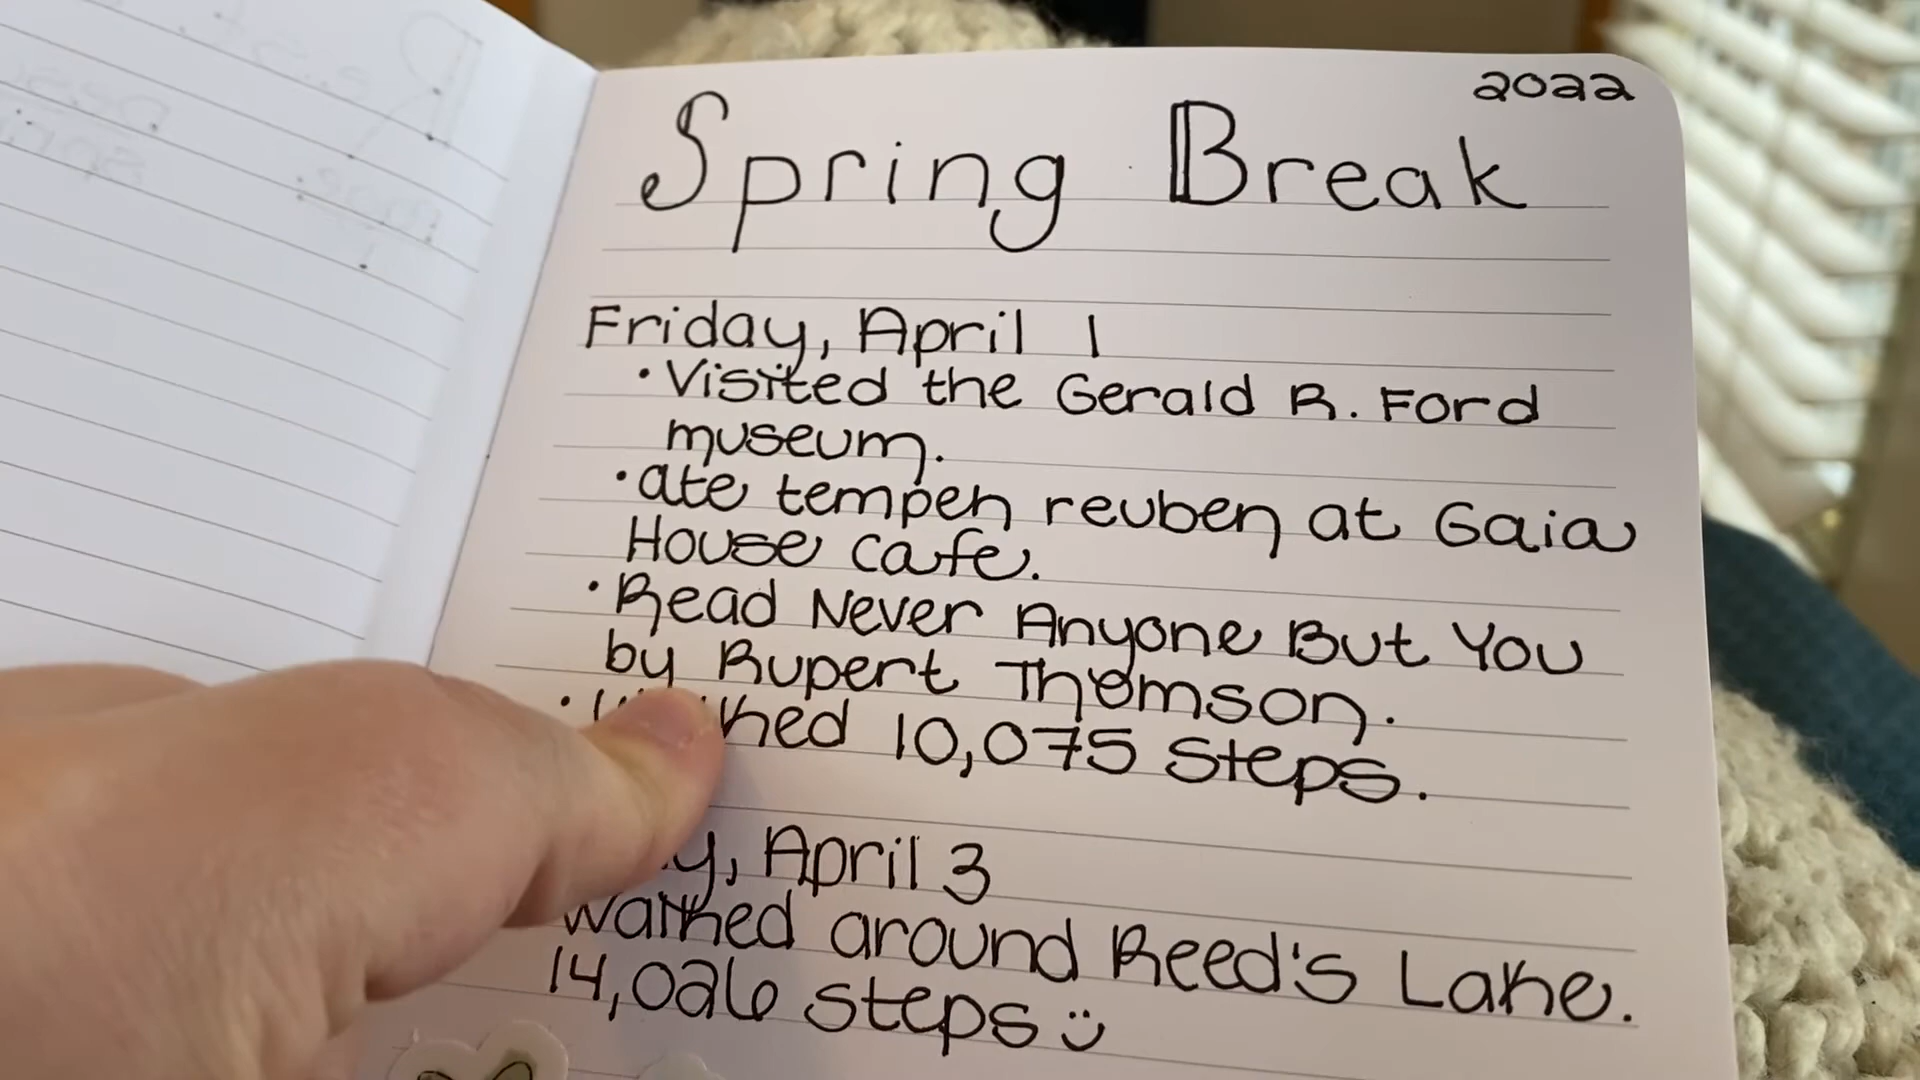 2022
Spring Break
Friday, April 1
• Visited the Gerald R. Ford
museum.
• ate tempeh reuben at Gaia
House cafe.
• Read Never Anyone But You
by Rupert Thomson.
• 10,075 steps.
April 3
walked around Reed's Lake.
14,026 steps :)